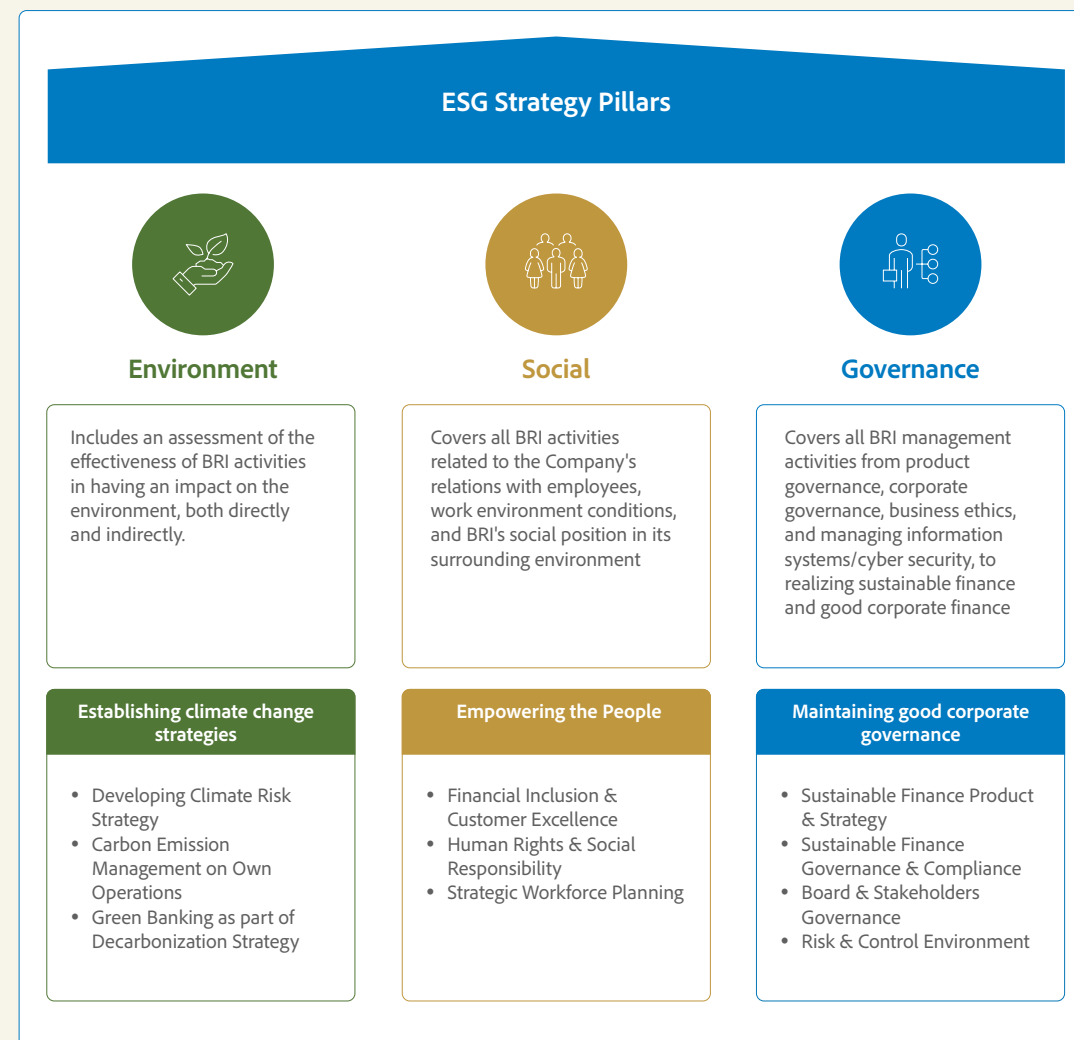 ESG Strategy Pillars
Environment
Includes an assessment of the
effectiveness of BRI activities
in having an impact on the
environment, both directly
and indirectly.
Establishing climate change
strategies
• Developing Climate Risk
Strategy
• Carbon Emission
Management on Own
Operations
• Green Banking as part of
Decarbonization Strategy
Social
Covers all BRI activities
related to the Company's
relations with employees,
work environment conditions,
and BRI's social position in its
surrounding environment
Empowering the People
• Financial Inclusion &
Customer Excellence
• Human Rights & Social
Responsibility
• Strategic Workforce Planning
Governance
Covers all BRI management
activities from product
governance, corporate
governance, business ethics,
and managing information
systems/cyber security, to
realizing sustainable finance
and good corporate finance
Maintaining good corporate
governance
• Sustainable Finance Product
& Strategy
• Sustainable Finance
Governance & Compliance
• Board & Stakeholders
Governance
• Risk & Control Environment